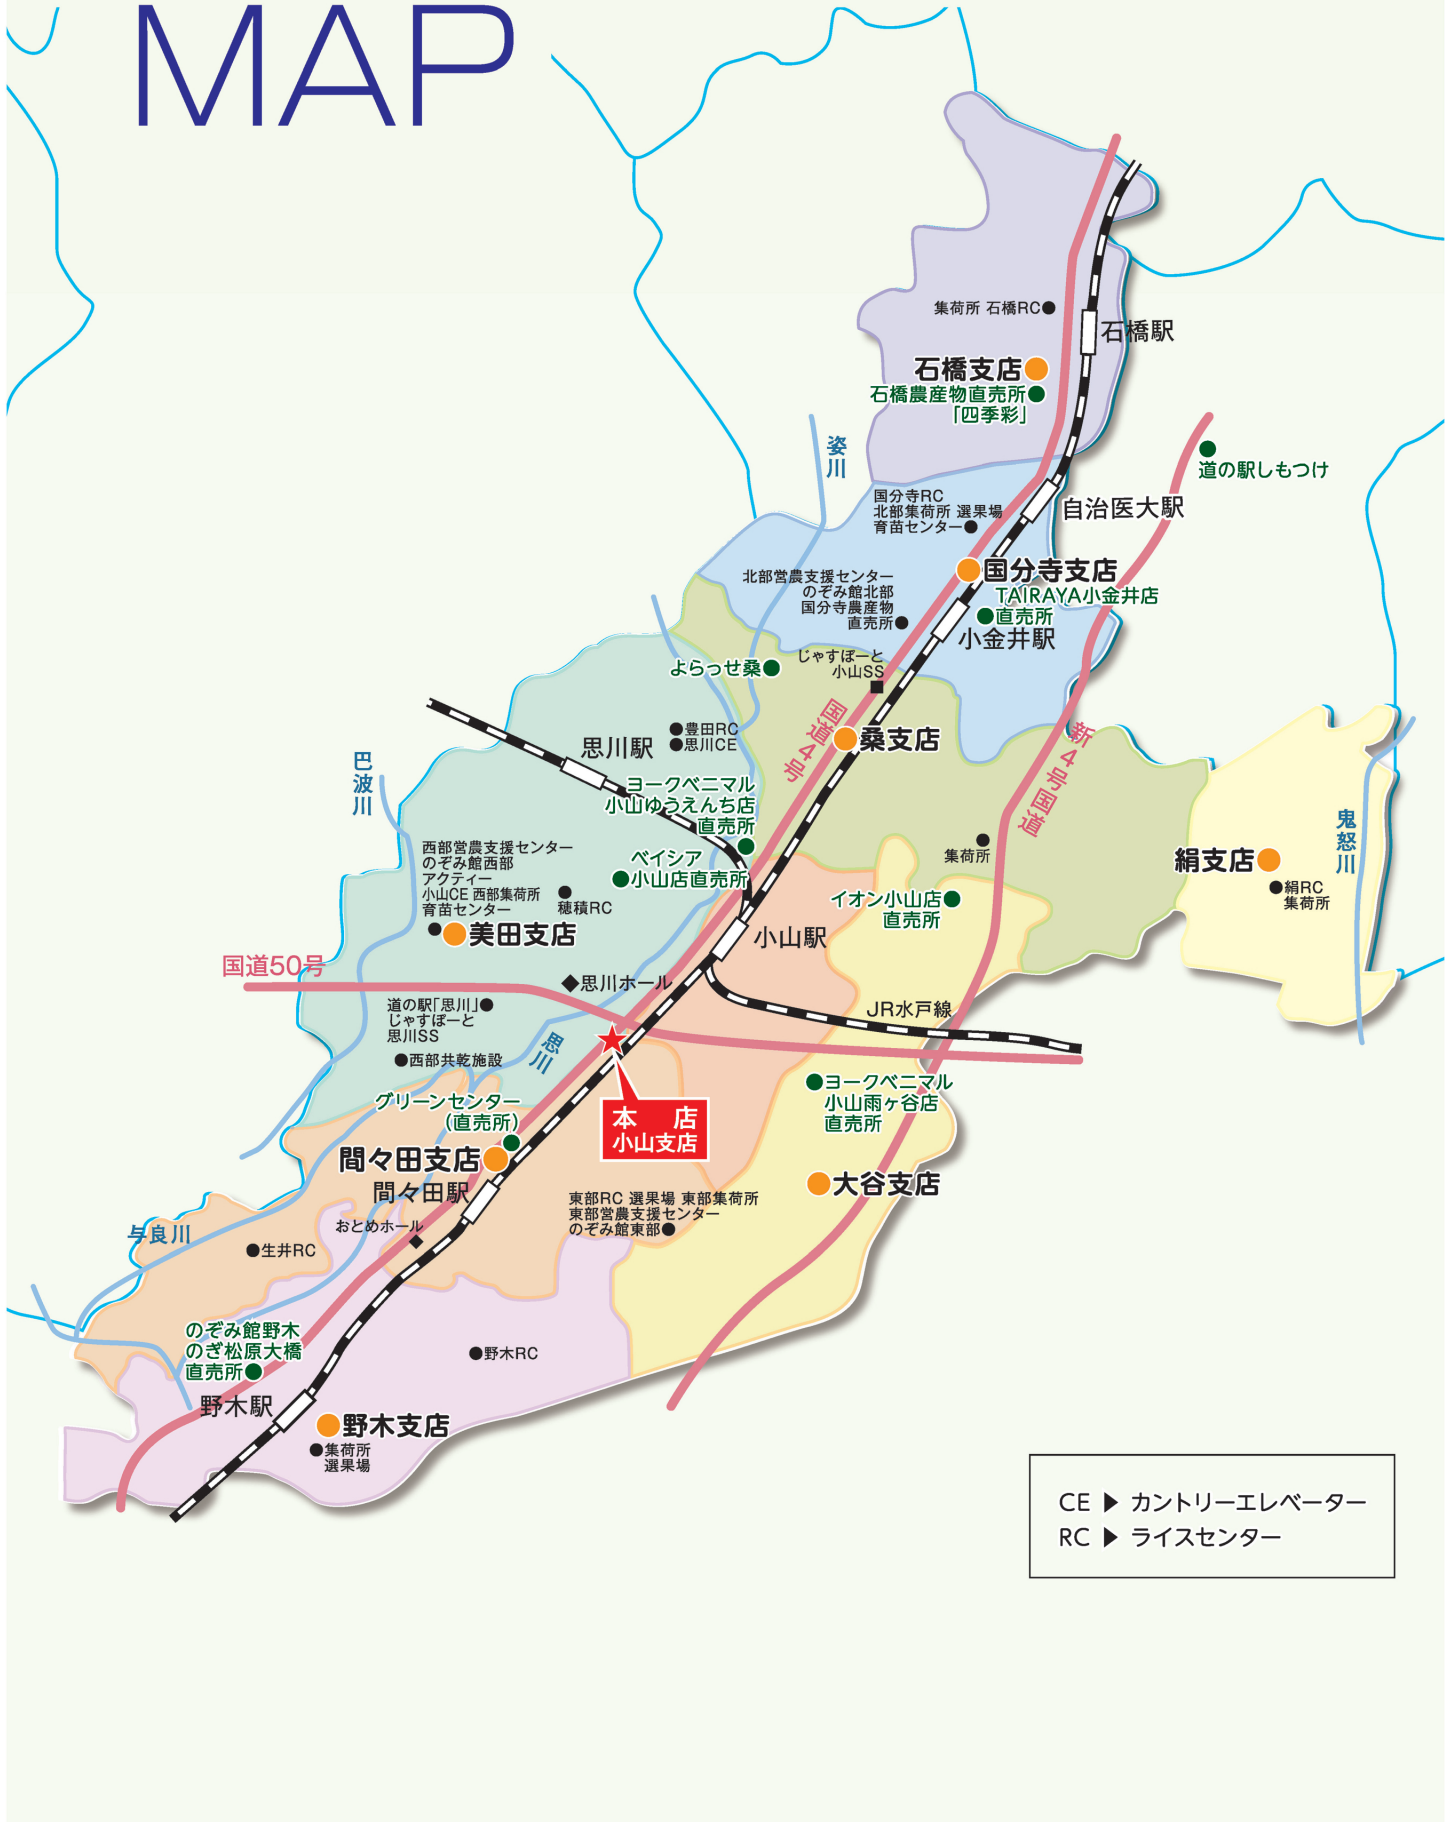 MAP
集荷所 石橋RC
石橋駅
石橋支店
石橋農産物直売所
「四季彩」
姿川
道の駅しもつけ
国分寺RC
北部集荷所 選果場
育苗センター
自治医大駅
国分寺支店
TAIRAYA小金井店
直売所
小金井駅
北部営農支援センター
のぞみ館北部
国分寺農産物
直売所
じゃすぽーと
小山SS
よらっせ桑
国道4号
桑支店
新4号国道
豊田RC
思川CE
思川駅
巴波川
ヨークベニマル
小山ゆうえんち店
直売所
ベイシア
小山店直売所
西部営農支援センター
のぞみ館西部
アクティー
小山CE 西部集荷所
育苗センター
穂積RC
美田支店
集荷所
鬼怒川
絹支店
絹RC
集荷所
イオン小山店
直売所
小山駅
国道50号
思川ホール
道の駅「思川」
じゃすぽーと
思川SS
西部共乾施設
思川
JR水戸線
グリーンセンター
(直売所)
本 店
小山支店
ヨークベニマル
小山雨ヶ谷店
直売所
間々田支店
間々田駅
大谷支店
東部RC 選果場 東部集荷所
東部営農支援センター
のぞみ館東部
おとめホール
与良川
生井RC
のぞみ館野木
のぎ松原大橋
直売所
野木RC
野木駅
野木支店
集荷所
選果場
CE ▶ カントリーエレベーター
RC ▶ ライスセンター